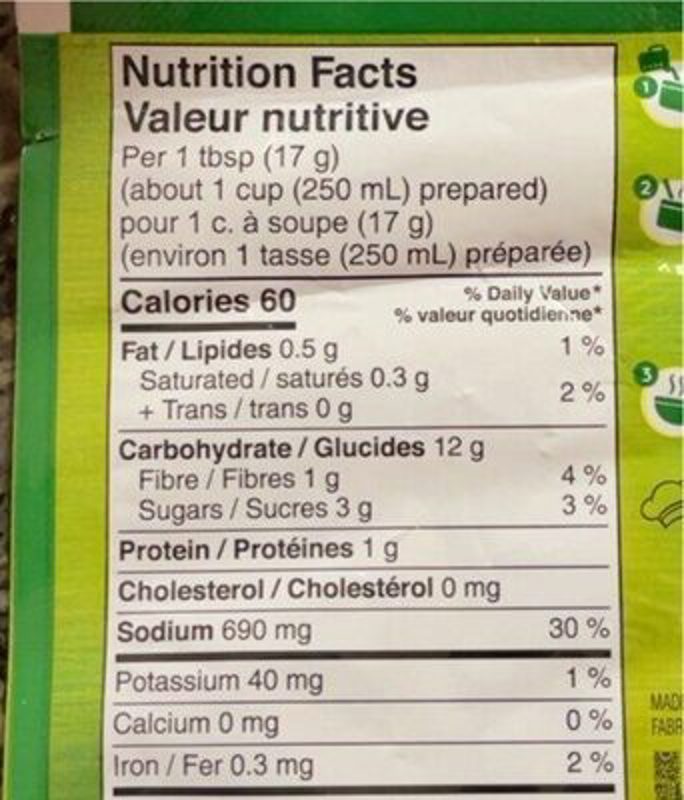 Nutrition Facts
Valeur nutritive
Per 1 tbsp (17 g)
(about 1 cup (250 mL) prepared)
pour 1 c. à soupe (17 g)
(environ 1 tasse (250 mL) préparée)
Calories 60
% Daily Value*
% valeur quotidienne*
Fat / Lipides 0.5 g 1 %
Saturated / saturés 0.3 g
+ Trans / trans 0 g 2 %
Carbohydrate / Glucides 12 g
Fibre / Fibres 1 g 4 %
Sugars / Sucres 3 g 3 %
Protein / Protéines 1 g
Cholesterol / Cholestérol 0 mg
Sodium 690 mg 30 %
Potassium 40 mg 1 %
Calcium 0 mg 0 %
Iron / Fer 0.3 mg 2 %
1
2
3